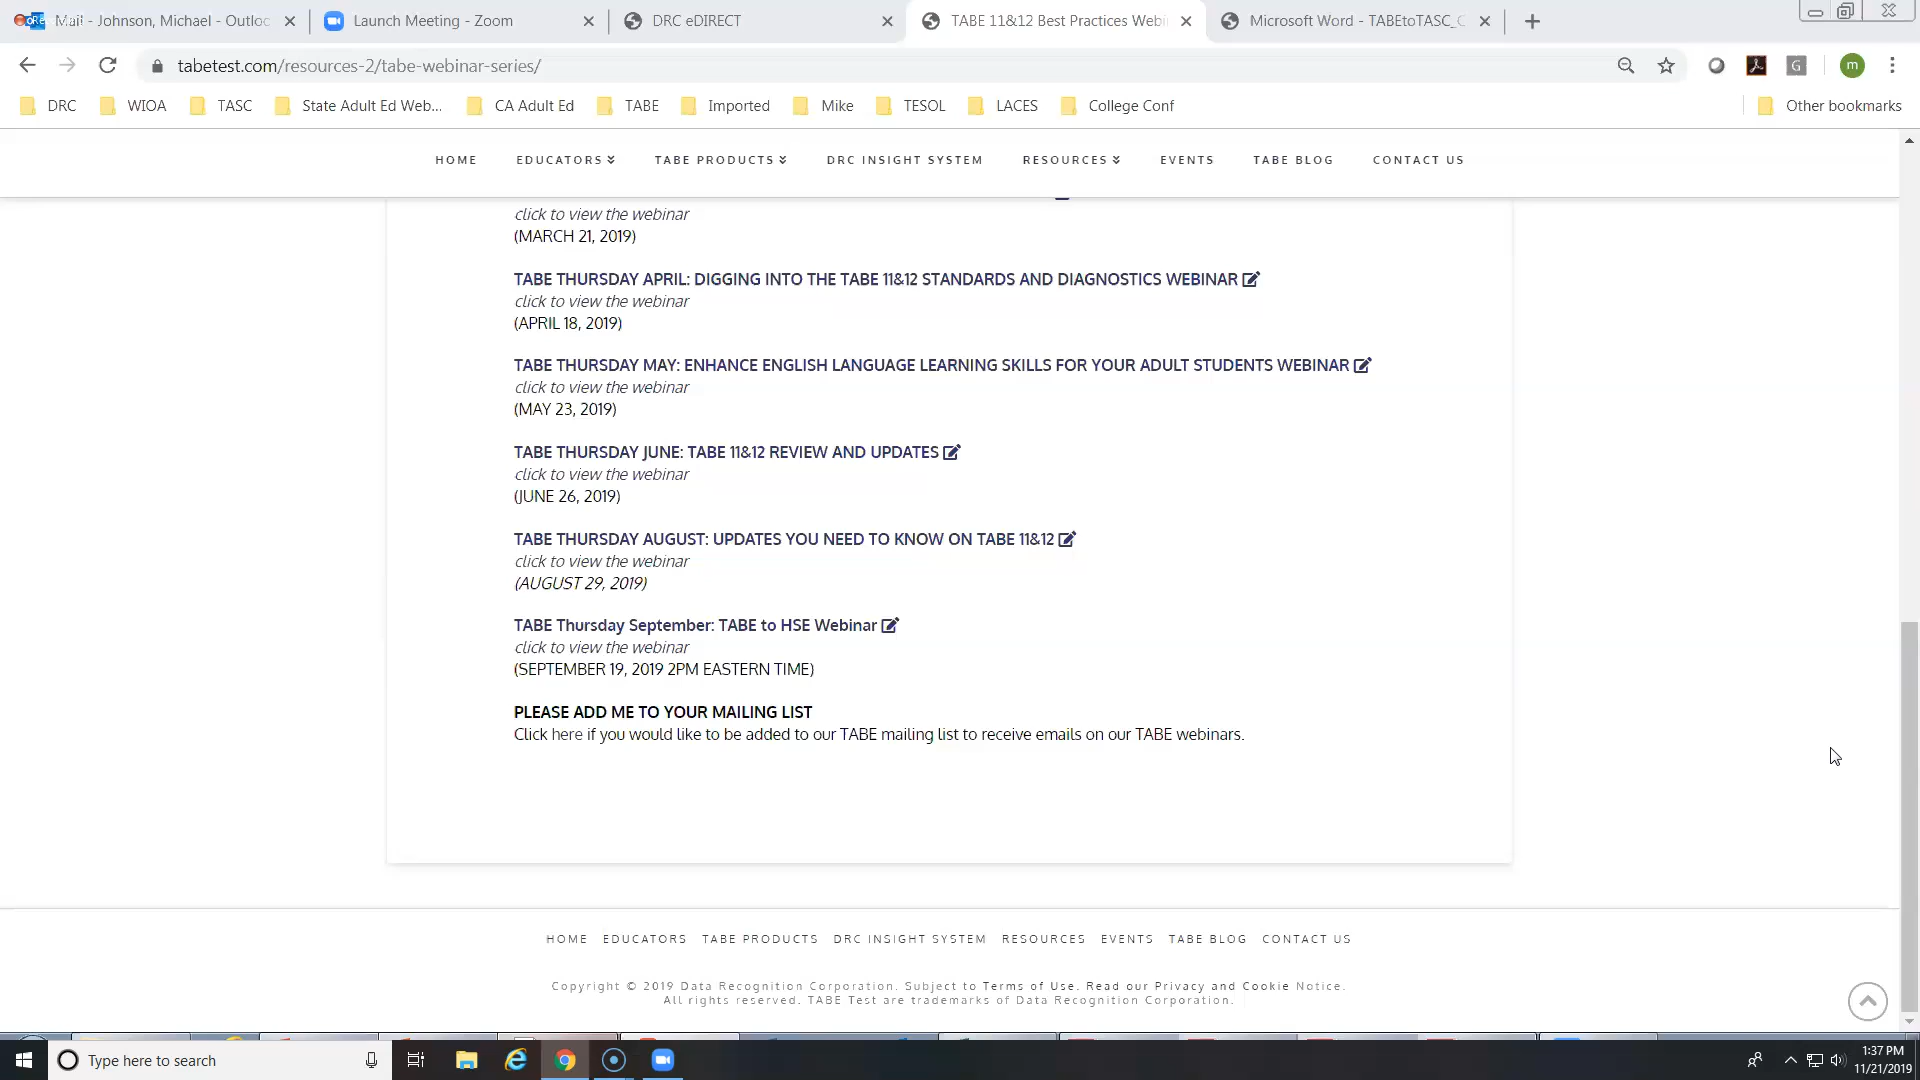 Mail - Johnson, Michael - Outloo
Launch Meeting - Zoom
DRC eDIRECT
TABE 11&12 Best Practices Webi
Microsoft Word - TABEtoTASC_C
tabetest.com/resources-2/tabe-webinar-series/
m
DRC
WIOA
TASC
State Adult Ed Web...
CA Adult Ed
TABE
Imported
Mike
TESOL
LACES
College Conf
Other bookmarks
HOME
EDUCATORS
TABE PRODUCTS
DRC INSIGHT SYSTEM
RESOURCES
EVENTS
TABE BLOG
CONTACT US
click to view the webinar
(MARCH 21, 2019)
TABE THURSDAY APRIL: DIGGING INTO THE TABE 11&12 STANDARDS AND DIAGNOSTICS WEBINAR
click to view the webinar
(APRIL 18, 2019)
TABE THURSDAY MAY: ENHANCE ENGLISH LANGUAGE LEARNING SKILLS FOR YOUR ADULT STUDENTS WEBINAR
click to view the webinar
(MAY 23, 2019)
TABE THURSDAY JUNE: TABE 11&12 REVIEW AND UPDATES
click to view the webinar
(JUNE 26, 2019)
TABE THURSDAY AUGUST: UPDATES YOU NEED TO KNOW ON TABE 11&12
click to view the webinar
(AUGUST 29, 2019)
TABE Thursday September: TABE to HSE Webinar
click to view the webinar
(SEPTEMBER 19, 2019 2PM EASTERN TIME)
PLEASE ADD ME TO YOUR MAILING LIST
Click here if you would like to be added to our TABE mailing list to receive emails on our TABE webinars.
HOME EDUCATORS TABE PRODUCTS DRC INSIGHT SYSTEM RESOURCES EVENTS TABE BLOG CONTACT US
Copyright © 2019 Data Recognition Corporation. Subject to Terms of Use. Read our Privacy and Cookie Notice.
All rights reserved. TABE Test are trademarks of Data Recognition Corporation.
Type here to search
1:37 PM
11/21/2019